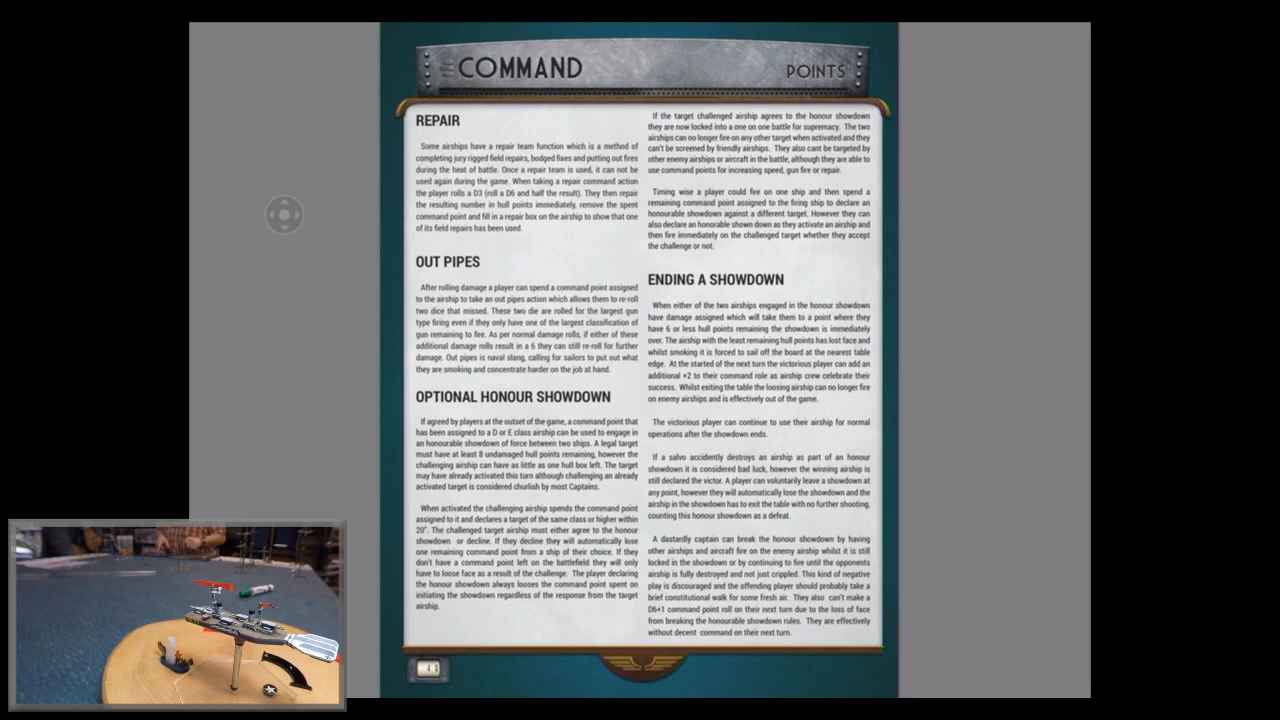 COMMAND
POINTS
REPAIR
Some airships have a repair team function which is a method of
completing jury rigged field repairs, bodged fixes and putting out fires
during the heat of battle. Once a repair team is used, it can not be
used again during the game. When taking a repair command action
the player rolls a D3 (roll a D6 and half the result). They then repair
the resulting number in hull points immediately, remove the spent
command point and fill in a repair box on the airship to show that one
of its field repairs has been used.
OUT PIPES
After rolling damage a player can spend a command point assigned
to the airship to take an out pipes action which allows them to re-roll
two dice that missed. These two die are rolled for the largest gun
type firing even if they only have one of the largest classification of
gun remaining to fire. As per normal damage rolls, if either of these
additional damage rolls result in a 6 they can still re-roll for further
damage. Out pipes is naval slang, calling for sailors to put out what
they are smoking and concentrate harder on the job at hand.
OPTIONAL HONOUR SHOWDOWN
If agreed by players at the outset of the game, a command point that
has been assigned to a D or E class airship can be used to engage in
an honourable showdown of force between two ships. A legal target
must have at least 8 undamaged hull points remaining, however the
challenging airship can have as little as one hull box left. The target
may have already activated this turn although challenging an already
activated target is considered churlish by most Captains.
When activated the challenging airship spends the command point
assigned to it and declares a target of the same class or higher within
20". The challenged target airship must either agree to the honour
showdown or decline. If they decline they will automatically lose
one remaining command point from a ship of their choice. If they
don't have a command point left on the battlefield they will only
have to loose face as a result of the challenge. The player declaring
the honour showdown always looses the command point spent on
initiating the showdown regardless of the response from the target
airship.
If the target challenged airship agrees to the honour showdown
they are now locked into a one on one battle for supremacy. The two
airships can no longer fire on any other target when activated and they
can't be screened by friendly airships. They also cant be targeted by
other enemy airships or aircraft in the battle, although they are able to
use command points for increasing speed, gun fire or repair.
Timing wise a player could fire on one ship and then spend a
remaining command point assigned to the firing ship to declare an
honourable showdown against a different target. However they can
also declare an honorable shown down as they activate an airship and
then fire immediately on the challenged target whether they accept
the challenge or not.
ENDING A SHOWDOWN
When either of the two airships engaged in the honour showdown
have damage assigned which will take them to a point where they
have 6 or less hull points remaining the showdown is immediately
over. The airship with the least remaining hull points has lost face and
whilst smoking it is forced to sail off the board at the nearest table
edge. At the started of the next turn the victorious player can add an
additional +2 to their command role as airship crew celebrate their
success. Whilst exiting the table the loosing airship can no longer fire
on enemy airships and is effectively out of the game.
The victorious player can continue to use their airship for normal
operations after the showdown ends.
If a salvo accidently destroys an airship as part of an honour
showdown it is considered bad luck, however the winning airship is
still declared the victor. A player can voluntarily leave a showdown at
any point, however they will automatically lose the showdown and the
airship in the showdown has to exit the table with no further shooting,
counting this honour showdown as a defeat.
A dastardly captain can break the honour showdown by having
other airships and aircraft fire on the enemy airship whilst it is still
locked in the showdown or by continuing to fire until the opponents
airship is fully destroyed and not just crippled. This kind of negative
play is discouraged and the offending player should probably take a
brief constitutional walk for some fresh air. They also can't make a
D6+1 command point roll on their next turn due to the loss of face
from breaking the honourable showdown rules. They are effectively
without decent command on their next turn.